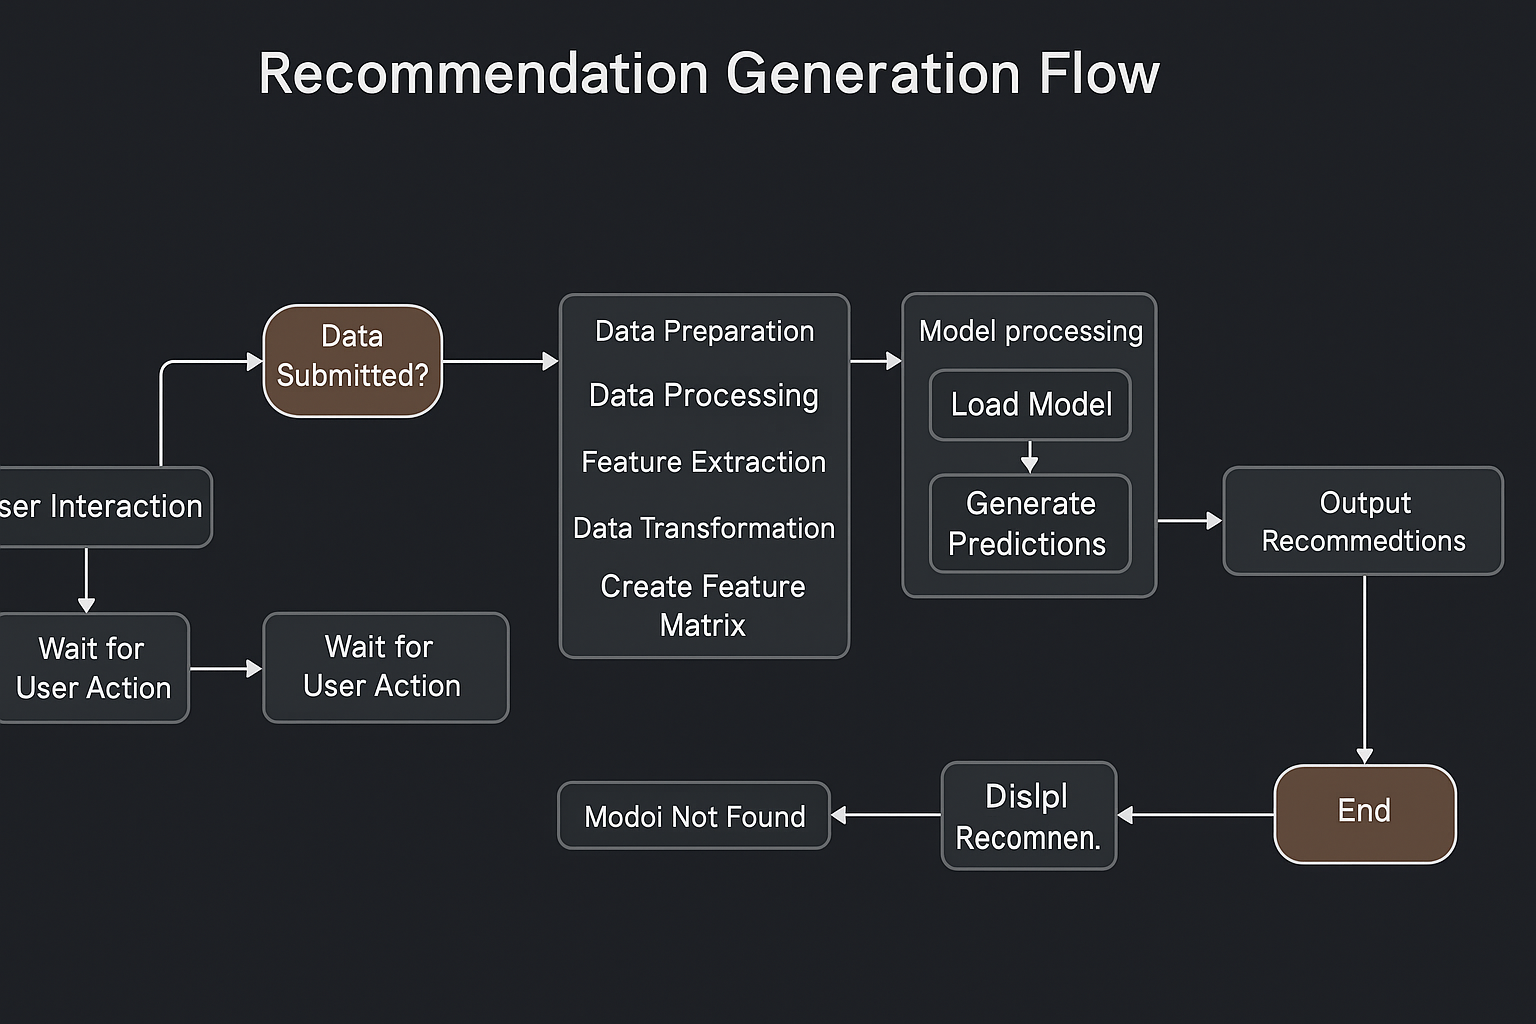 Recommendation Generation Flow
Data
Submitted?
Data Preparation
Data Processing
Feature Extraction
Data Transformation
Create Feature
Matrix
Model processing
Load Model
Generate
Predictions
ser Interaction
Wait for
User Action
Wait for
User Action
Output
Recommedtions
End
Dislpl
Recomnen.
Modoi Not Found